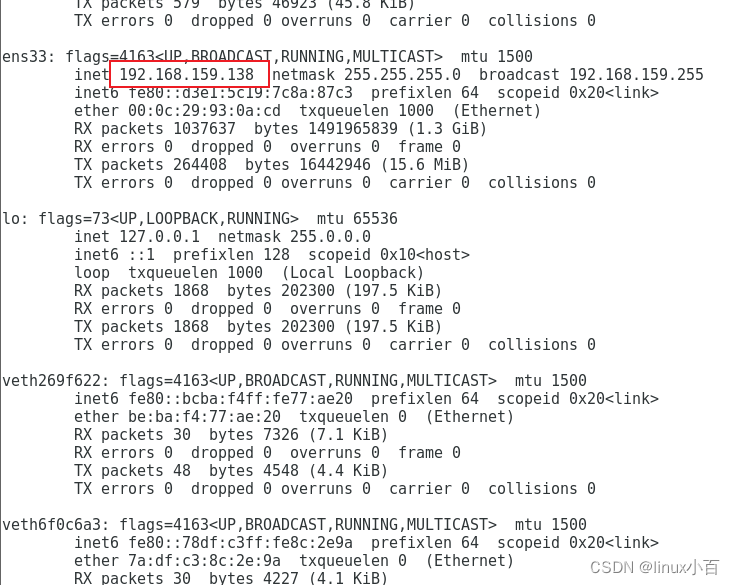 TX packets 579  bytes 46923 (45.8 KiB)
TX errors 0  dropped 0 overruns 0  carrier 0  collisions 0
ens33: flags=4163<UP,BROADCAST,RUNNING,MULTICAST>  mtu 1500
inet 192.168.159.138  netmask 255.255.255.0  broadcast 192.168.159.255
inet6 fe80::d3e1:5c19:7c8a:87c3  prefixlen 64  scopeid 0x20<link>
ether 00:0c:29:93:0a:cd  txqueuelen 1000  (Ethernet)
RX packets 1037637  bytes 1491965839 (1.3 GiB)
RX errors 0  dropped 0  overruns 0  frame 0
TX packets 264408  bytes 16442946 (15.6 MiB)
TX errors 0  dropped 0 overruns 0  carrier 0  collisions 0
lo: flags=73<UP,LOOPBACK,RUNNING>  mtu 65536
inet 127.0.0.1  netmask 255.0.0.0
inet6 ::1  prefixlen 128  scopeid 0x10<host>
loop  txqueuelen 1000  (Local Loopback)
RX packets 1868  bytes 202300 (197.5 KiB)
RX errors 0  dropped 0  overruns 0  frame 0
TX packets 1868  bytes 202300 (197.5 KiB)
TX errors 0  dropped 0 overruns 0  carrier 0  collisions 0
veth269f622: flags=4163<UP,BROADCAST,RUNNING,MULTICAST>  mtu 1500
inet6 fe80::bcba:f4ff:fe77:ae20  prefixlen 64  scopeid 0x20<link>
ether be:ba:f4:77:ae:20  txqueuelen 0  (Ethernet)
RX packets 30  bytes 7326 (7.1 KiB)
RX errors 0  dropped 0  overruns 0  frame 0
TX packets 48  bytes 4548 (4.4 KiB)
TX errors 0  dropped 0 overruns 0  carrier 0  collisions 0
veth6f0c6a3: flags=4163<UP,BROADCAST,RUNNING,MULTICAST>  mtu 1500
inet6 fe80::78df:c3ff:fe8c:2e9a  prefixlen 64  scopeid 0x20<link>
ether 7a:df:c3:8c:2e:9a  txqueuelen 0  (Ethernet)
RX packets 30  bytes 4227 (4.1 KiB)
CSDN @linux小百